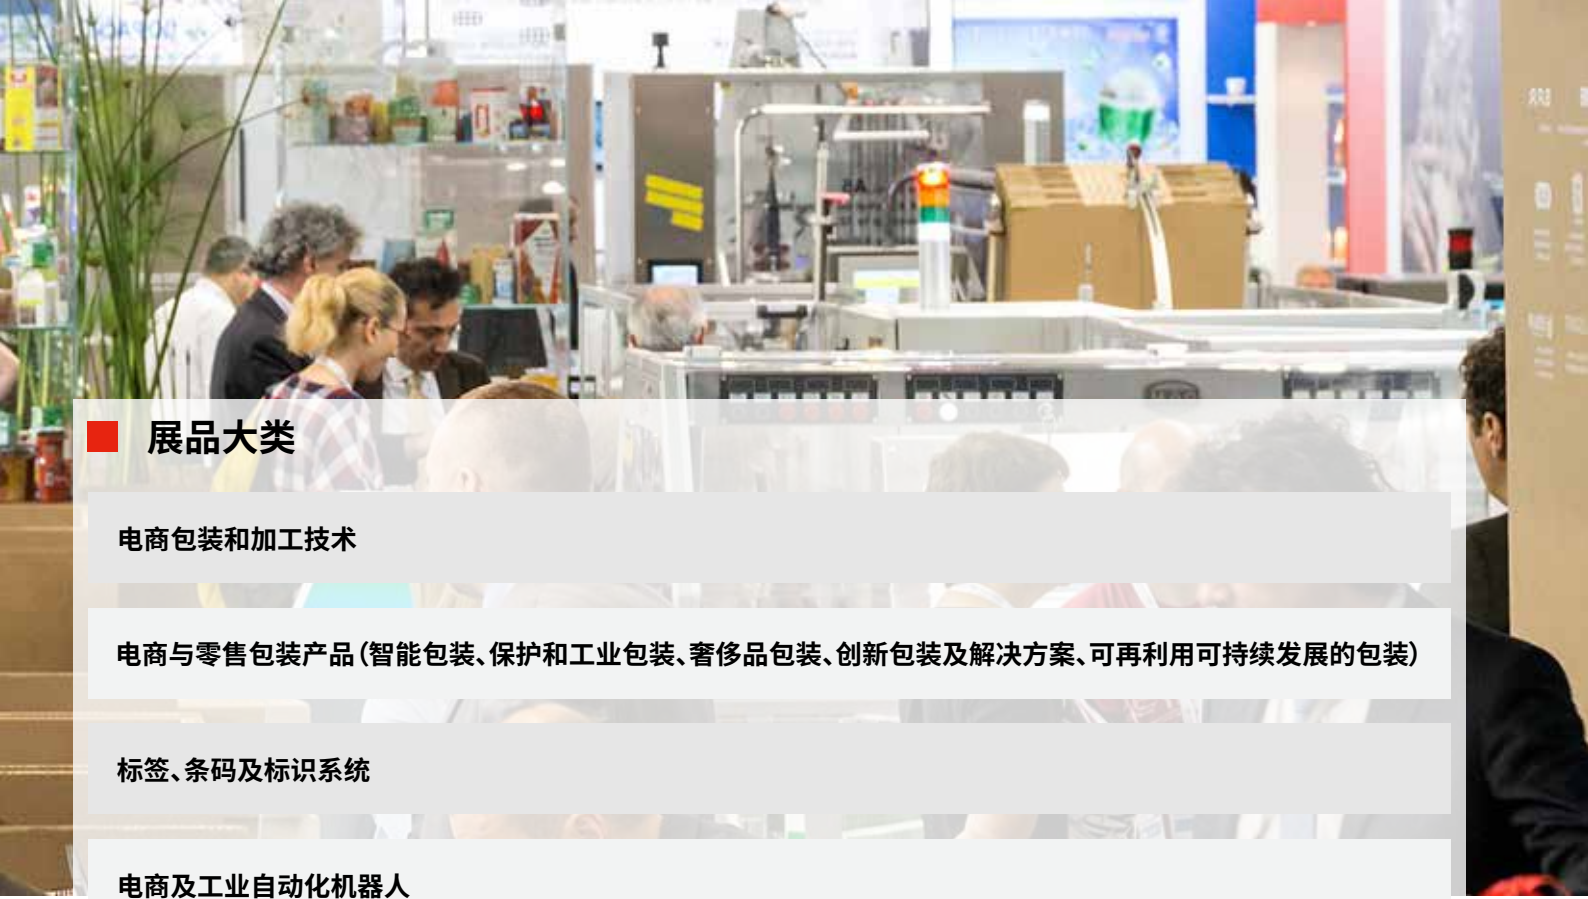 展品大类
电商包装和加工技术
电商与零售包装产品(智能包装、保护和工业包装、奢侈品包装、创新包装及解决方案、可再利用可持续发展的包装)
标签、条码及标识系统
电商及工业自动化机器人